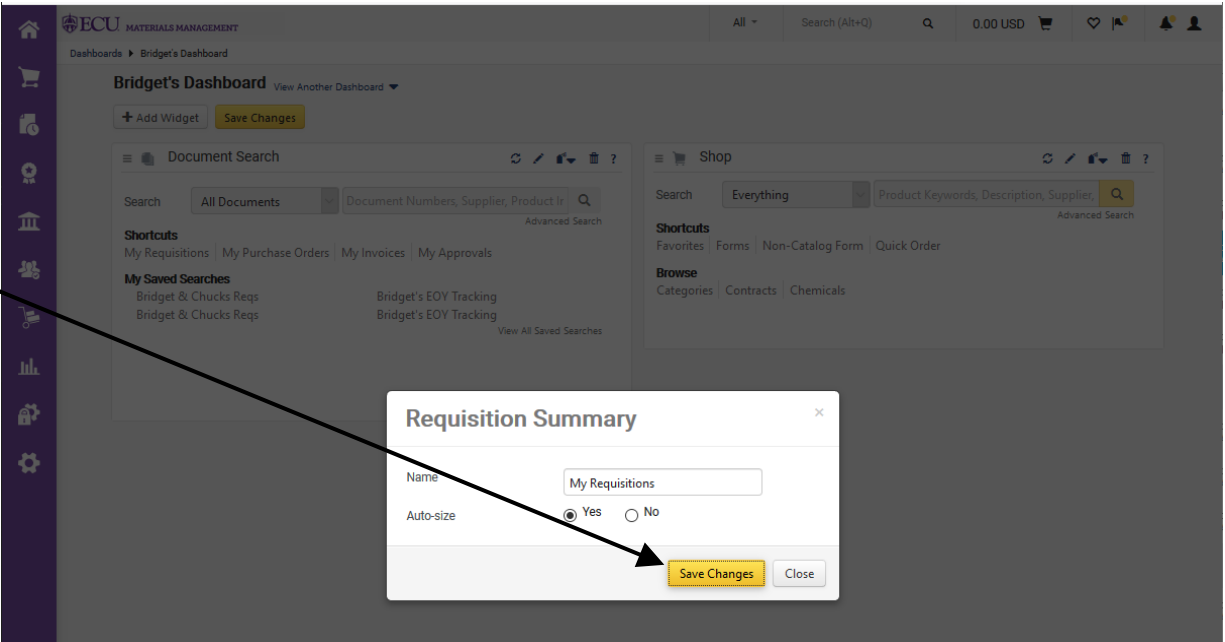 ECU MATERIALS MANAGEMENT
All
Search (Alt+Q)
0.00 USD
Dashboards Bridget's Dashboard
Bridget's Dashboard View Another Dashboard
+ Add Widget
Save Changes
Document Search
?
Search
All Documents
Document Numbers, Supplier, Product Ir
Advanced Search
Shortcuts
My Requisitions | My Purchase Orders | My Invoices | My Approvals
My Saved Searches
Bridget & Chucks Reqs Bridget's EOY Tracking
Bridget & Chucks Reqs Bridget's EOY Tracking
View All Saved Searches
Shop
?
Search
Everything
Product Keywords, Description, Supplier,
Advanced Search
Shortcuts
Favorites | Forms | Non-Catalog Form | Quick Order
Browse
Categories | Contracts | Chemicals
Requisition Summary
×
Name
My Requisitions
Auto-size
Yes No
Save Changes
Close